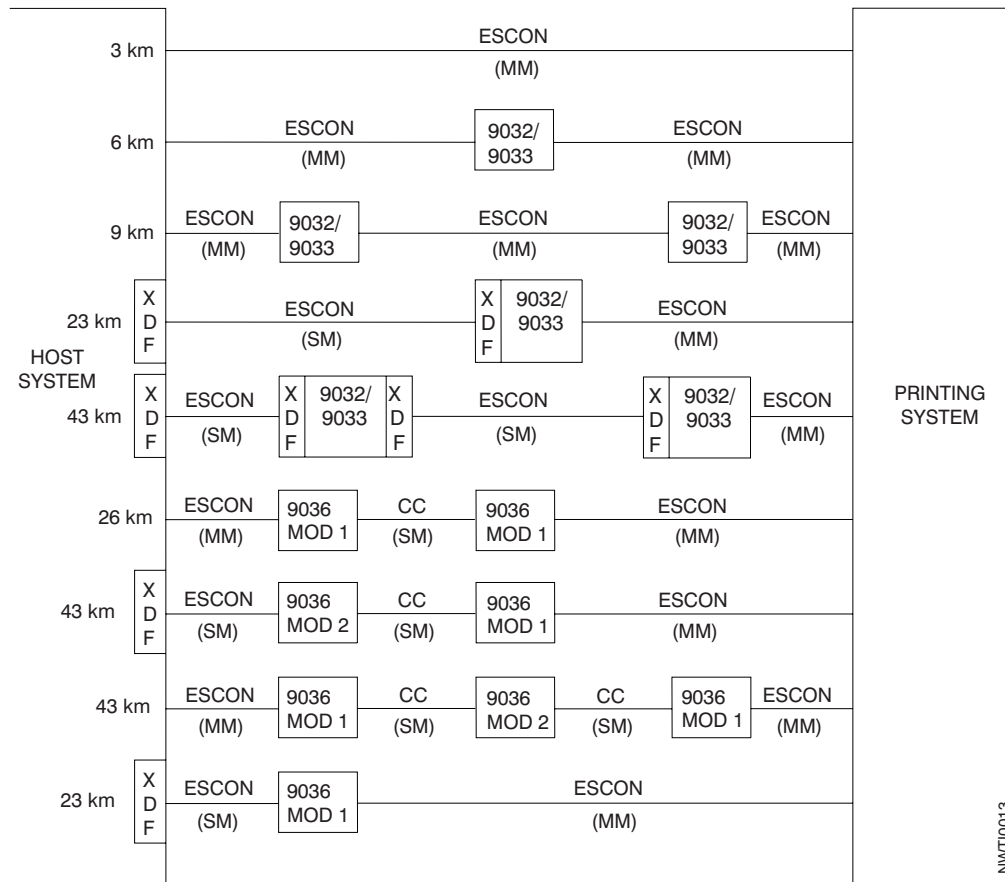 ESCON
3 km
(MM)
ESCON
9032/
ESCON
6 km
9033
(MM)
(MM)
ESCON
9032/
ESCON
9032/
ESCON
9 km
9033
9033
(MM)
(MM)
(MM)
X
D
F
23 km
ESCON
(SM)
X
D
F
9032/
9033
ESCON
(MM)
HOST
SYSTEM
X
D
F
43 km
ESCON
(SM)
X
D
F
9032/
9033
X
D
F
ESCON
(SM)
X
D
F
9032/
9033
ESCON
(MM)
PRINTING
SYSTEM
26 km
ESCON
(MM)
9036
MOD 1
CC
(SM)
9036
MOD 1
ESCON
(MM)
43 km
X
D
F
ESCON
(SM)
9036
MOD 2
CC
(SM)
9036
MOD 1
ESCON
(MM)
43 km
ESCON
(MM)
9036
MOD 1
CC
(SM)
9036
MOD 2
CC
(SM)
9036
MOD 1
ESCON
(MM)
23 km
X
D
F
ESCON
(SM)
9036
MOD 1
ESCON
(MM)